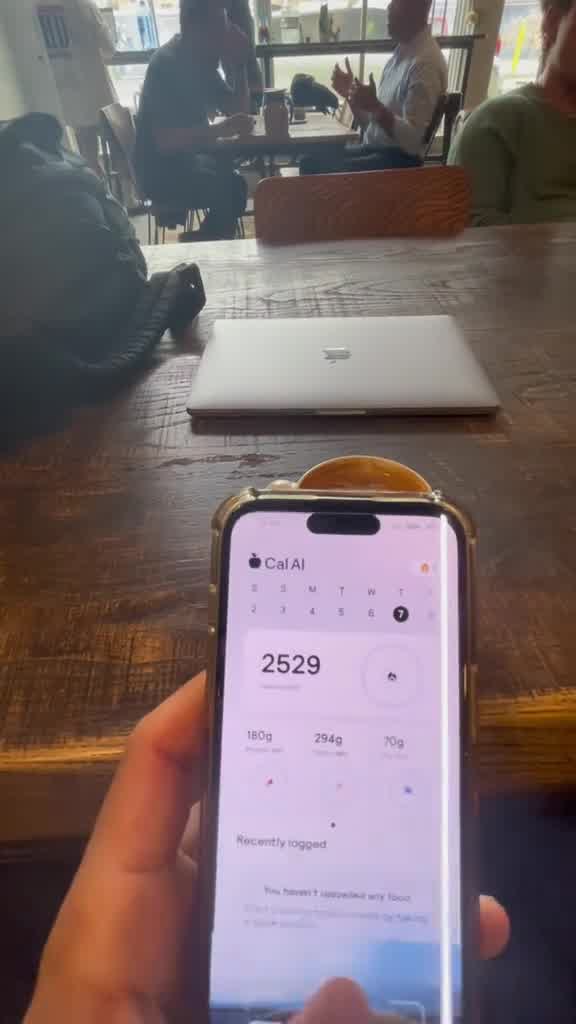 Cal AI
S S M T W T
2 3 4 5 6 7
2529
180g 294g 70g
Recently logged
You haven't uploaded any food